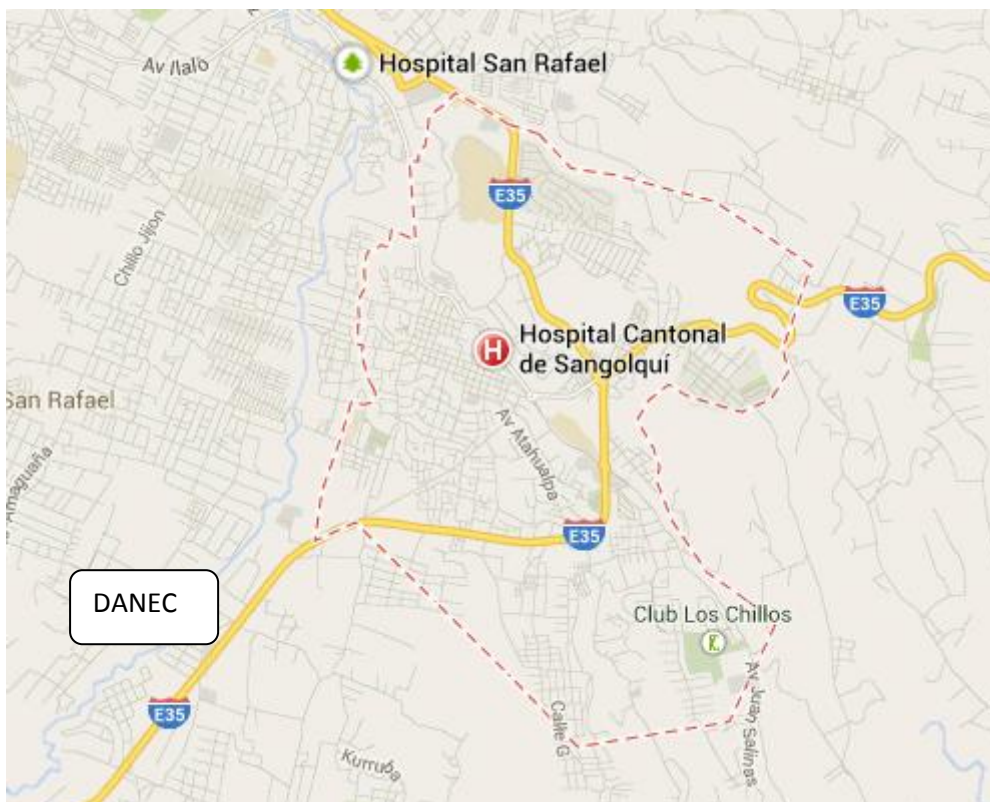 Av Ilalo
Hospital San Rafael
E35
Chillo Jijon
E35
H
Hospital Cantonal
de Sangolquí
San Rafael
Av Atahualpa
Amaguaña
E35
DANEC
Club Los Chillos
E35
Calle G
Av Juan Salinas